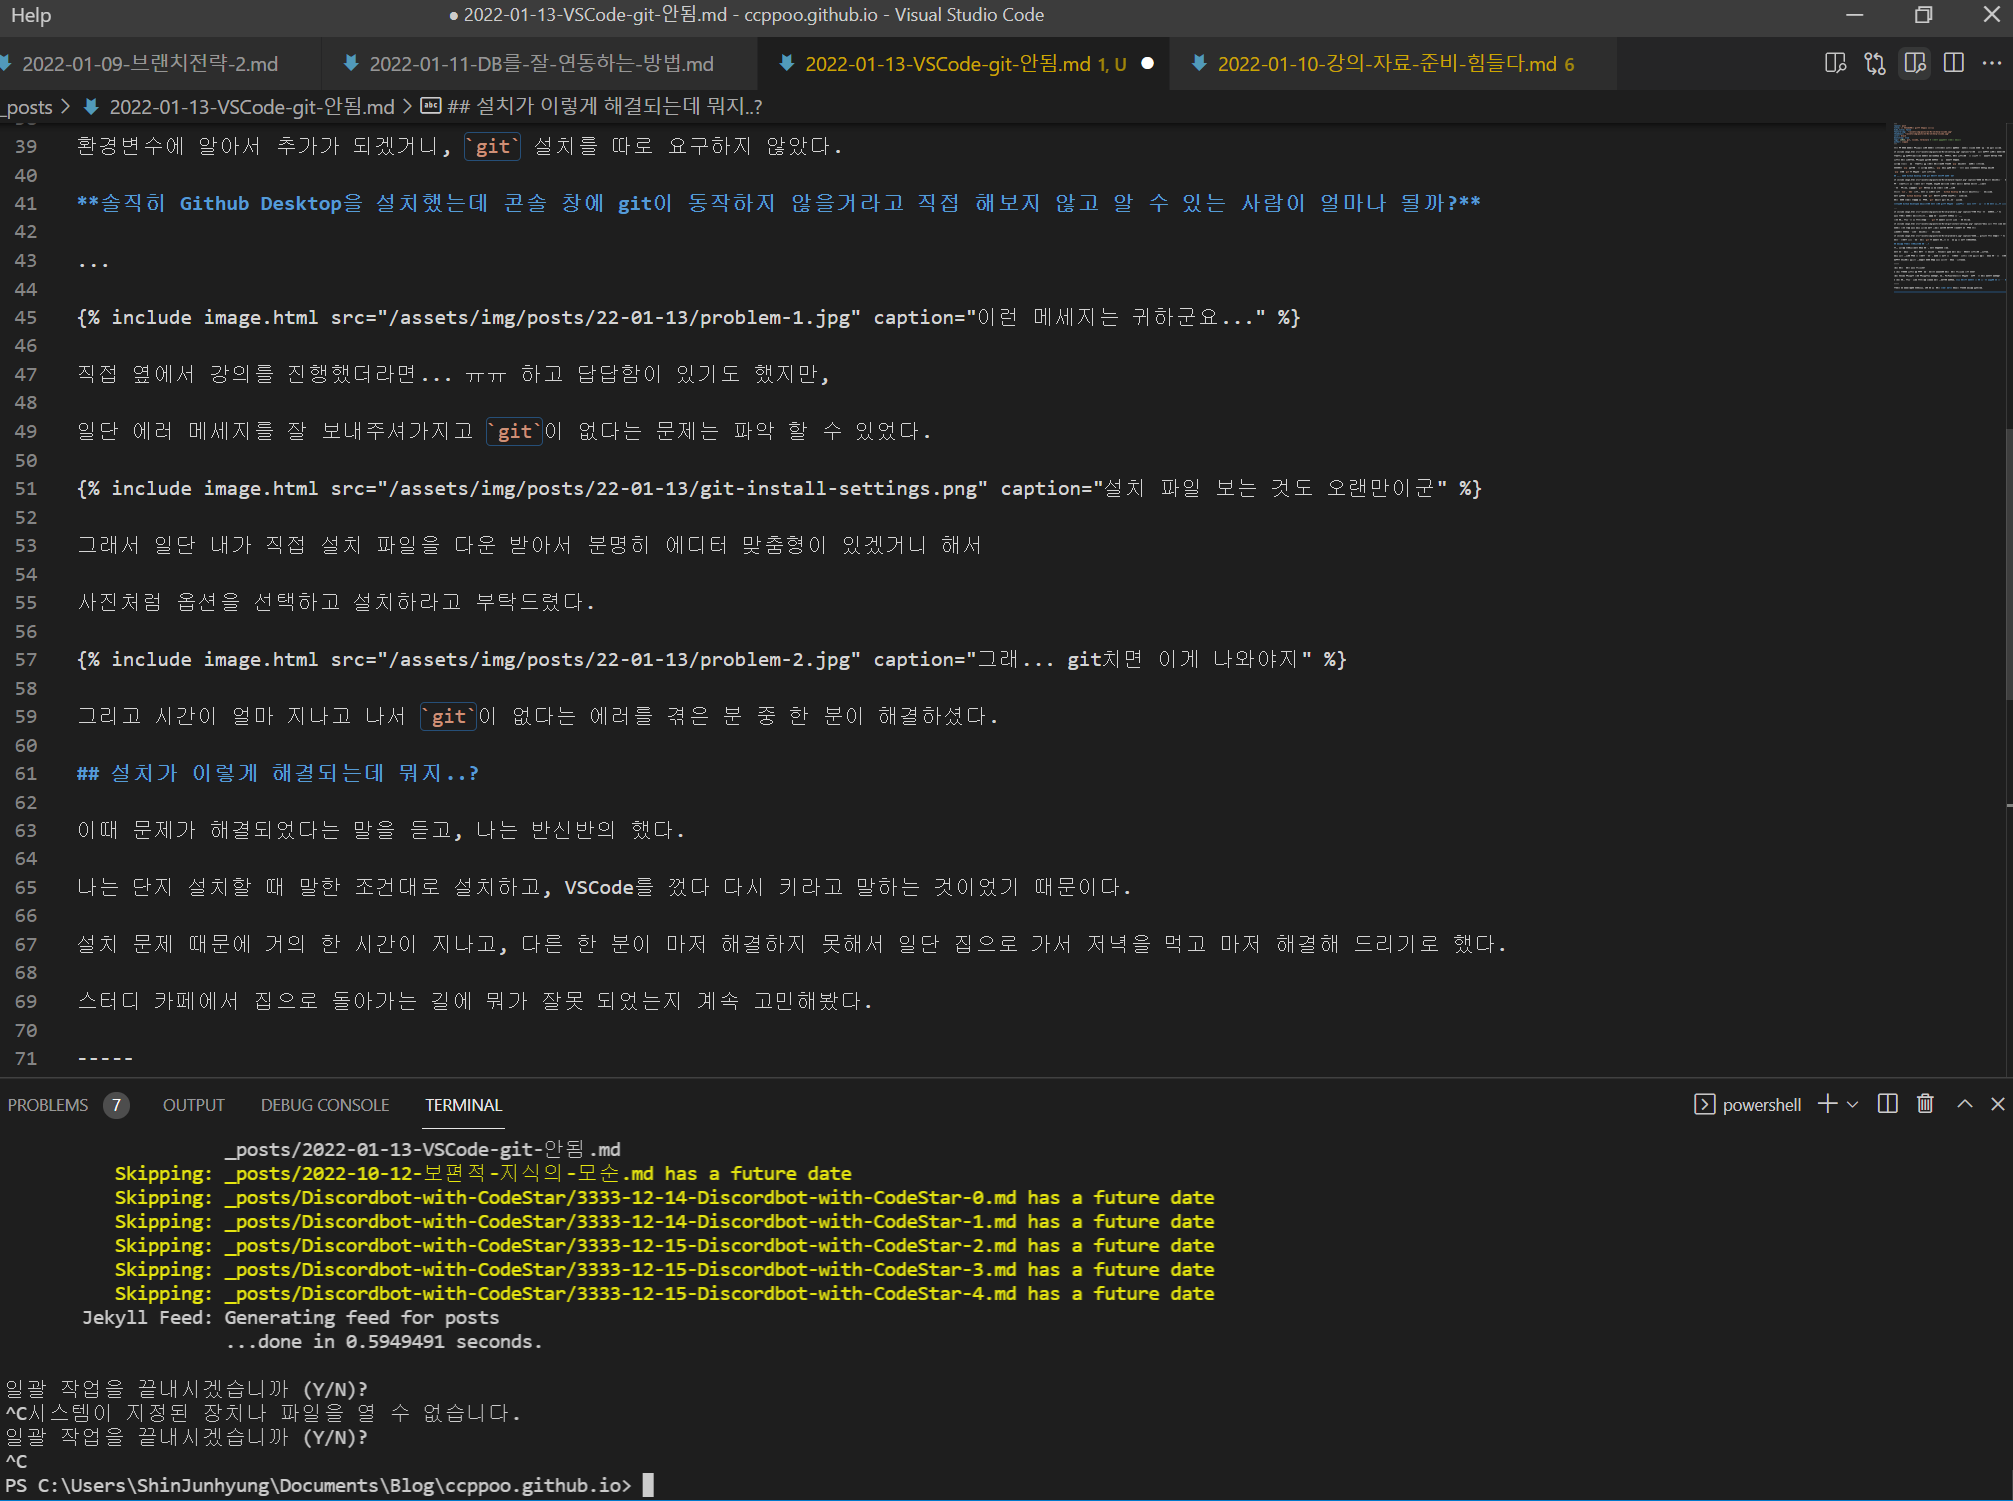 Help
● 2022-01-13-VSCode-git-안됨.md - ccppoo.github.io - Visual Studio Code
2022-01-09-브랜치전략-2.md
2022-01-11-DB를-잘-연동하는-방법.md
2022-01-13-VSCode-git-안됨.md 1, U
2022-01-10-강의-자료-준비-힘들다.md 6
_posts > 2022-01-13-VSCode-git-안됨.md > ## 설치가 이렇게 해결되는데 뭐지..?
39 환경변수에 알아서 추가가 되겠거니, `git` 설치를 따로 요구하지 않았다.
40
41 **솔직히 Github Desktop을 설치했는데 콘솔 창에 git이 동작하지 않을거라고 직접 해보지 않고 알 수 있는 사람이 얼마나 될까?**
42
43 ...
44
45 {% include image.html src="/assets/img/posts/22-01-13/problem-1.jpg" caption="이런 메세지는 귀하군요..." %}
46
47 직접 옆에서 강의를 진행했더라면... ㅠㅠ 하고 답답함이 있기도 했지만,
48
49 일단 에러 메세지를 잘 보내주셔가지고 `git`이 없다는 문제는 파악 할 수 있었다.
50
51 {% include image.html src="/assets/img/posts/22-01-13/git-install-settings.png" caption="설치 파일 보는 것도 오랜만이군" %}
52
53 그래서 일단 내가 직접 설치 파일을 다운 받아서 분명히 에디터 맞춤형이 있겠거니 해서
54
55 사진처럼 옵션을 선택하고 설치하라고 부탁드렸다.
56
57 {% include image.html src="/assets/img/posts/22-01-13/problem-2.jpg" caption="그래... git치면 이게 나와야지" %}
58
59 그리고 시간이 얼마 지나고 나서 `git`이 없다는 에러를 겪은 분 중 한 분이 해결하셨다.
60
61 ## 설치가 이렇게 해결되는데 뭐지..?
62
63 이때 문제가 해결되었다는 말을 듣고, 나는 반신반의 했다.
64
65 나는 단지 설치할 때 말한 조건대로 설치하고, VSCode를 껐다 다시 키라고 말하는 것이었기 때문이다.
66
67 설치 문제 때문에 거의 한 시간이 지나고, 다른 한 분이 마저 해결하지 못해서 일단 집으로 가서 저녁을 먹고 마저 해결해 드리기로 했다.
68
69 스터디 카페에서 집으로 돌아가는 길에 뭐가 잘못 되었는지 계속 고민해봤다.
70
71 -----
PROBLEMS 7 OUTPUT DEBUG CONSOLE TERMINAL powershell
_posts/2022-01-13-VSCode-git-안됨.md
Skipping: _posts/2022-10-12-보편적-지식의-모순.md has a future date
Skipping: _posts/Discordbot-with-CodeStar/3333-12-14-Discordbot-with-CodeStar-0.md has a future date
Skipping: _posts/Discordbot-with-CodeStar/3333-12-14-Discordbot-with-CodeStar-1.md has a future date
Skipping: _posts/Discordbot-with-CodeStar/3333-12-15-Discordbot-with-CodeStar-2.md has a future date
Skipping: _posts/Discordbot-with-CodeStar/3333-12-15-Discordbot-with-CodeStar-3.md has a future date
Skipping: _posts/Discordbot-with-CodeStar/3333-12-15-Discordbot-with-CodeStar-4.md has a future date
Jekyll Feed: Generating feed for posts
...done in 0.5949491 seconds.
일괄 작업을 끝내시겠습니까 (Y/N)?
^C시스템이 지정된 장치나 파일을 열 수 없습니다.
일괄 작업을 끝내시겠습니까 (Y/N)?
^C
PS C:\Users\ShinJunhyung\Documents\Blog\ccppoo.github.io>